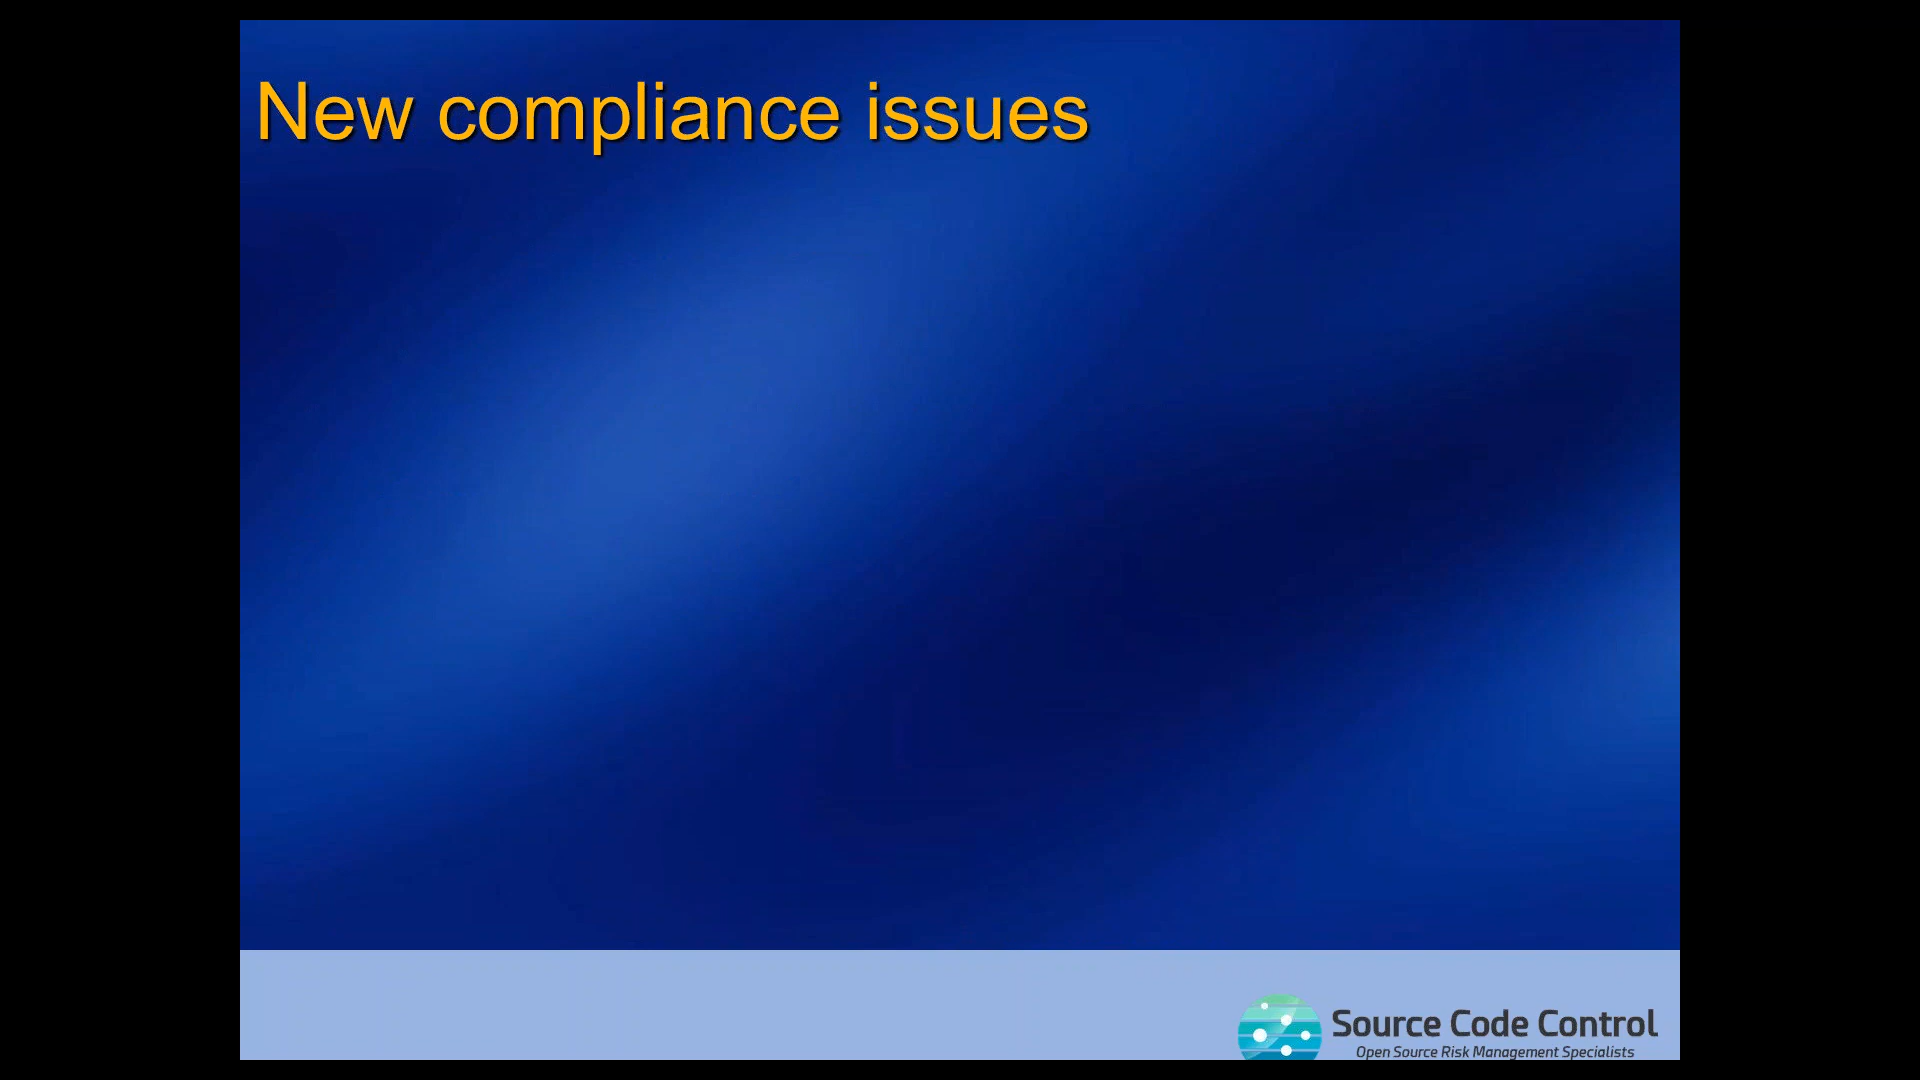 New compliance issues
Source Code Control
Open Source Risk Management Specialists